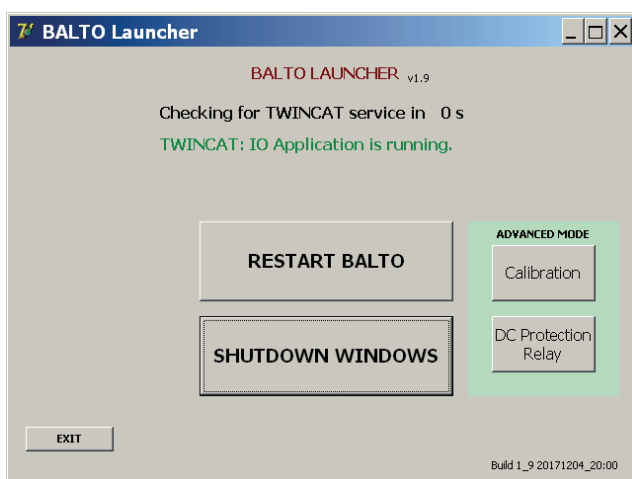 BALTO Launcher
BALTO LAUNCHER v1.9
Checking for TWINCAT service in 0 s
TWINCAT: IO Application is running.
RESTART BALTO
SHUTDOWN WINDOWS
ADVANCED MODE
Calibration
DC Protection
Relay
EXIT
Build 1_9 20171204_20:00